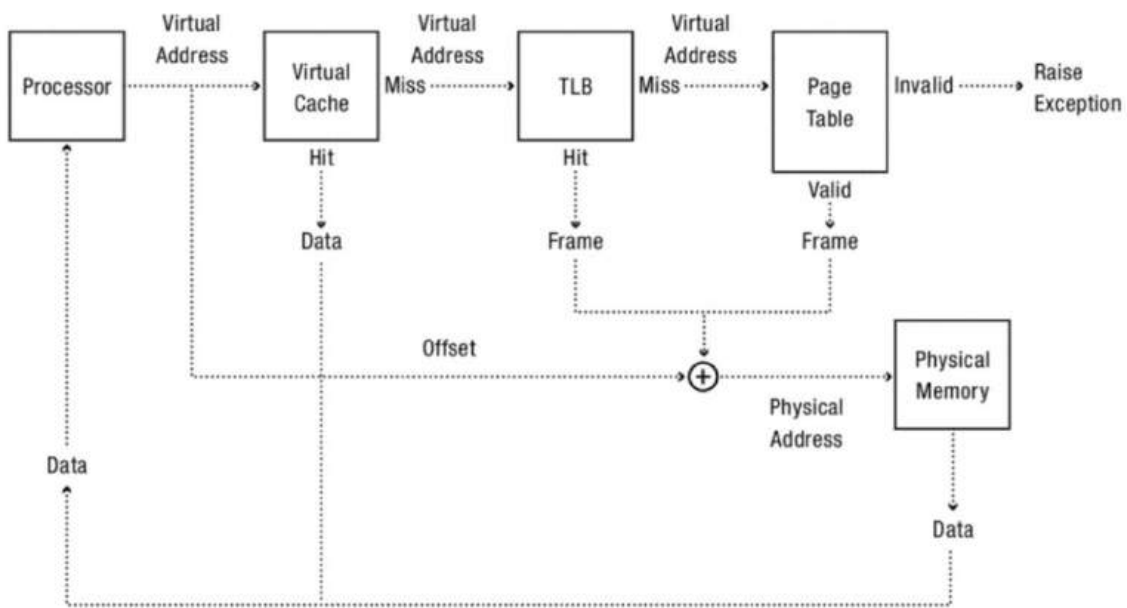 Virtual
Address
Virtual
Address
Virtual
Address
Processor
Virtual
Cache
Miss
TLB
Miss
Page
Table
Invalid
Raise
Exception
Hit
Hit
Valid
Data
Frame
Frame
Offset
Physical
Memory
Physical
Address
Data
Data